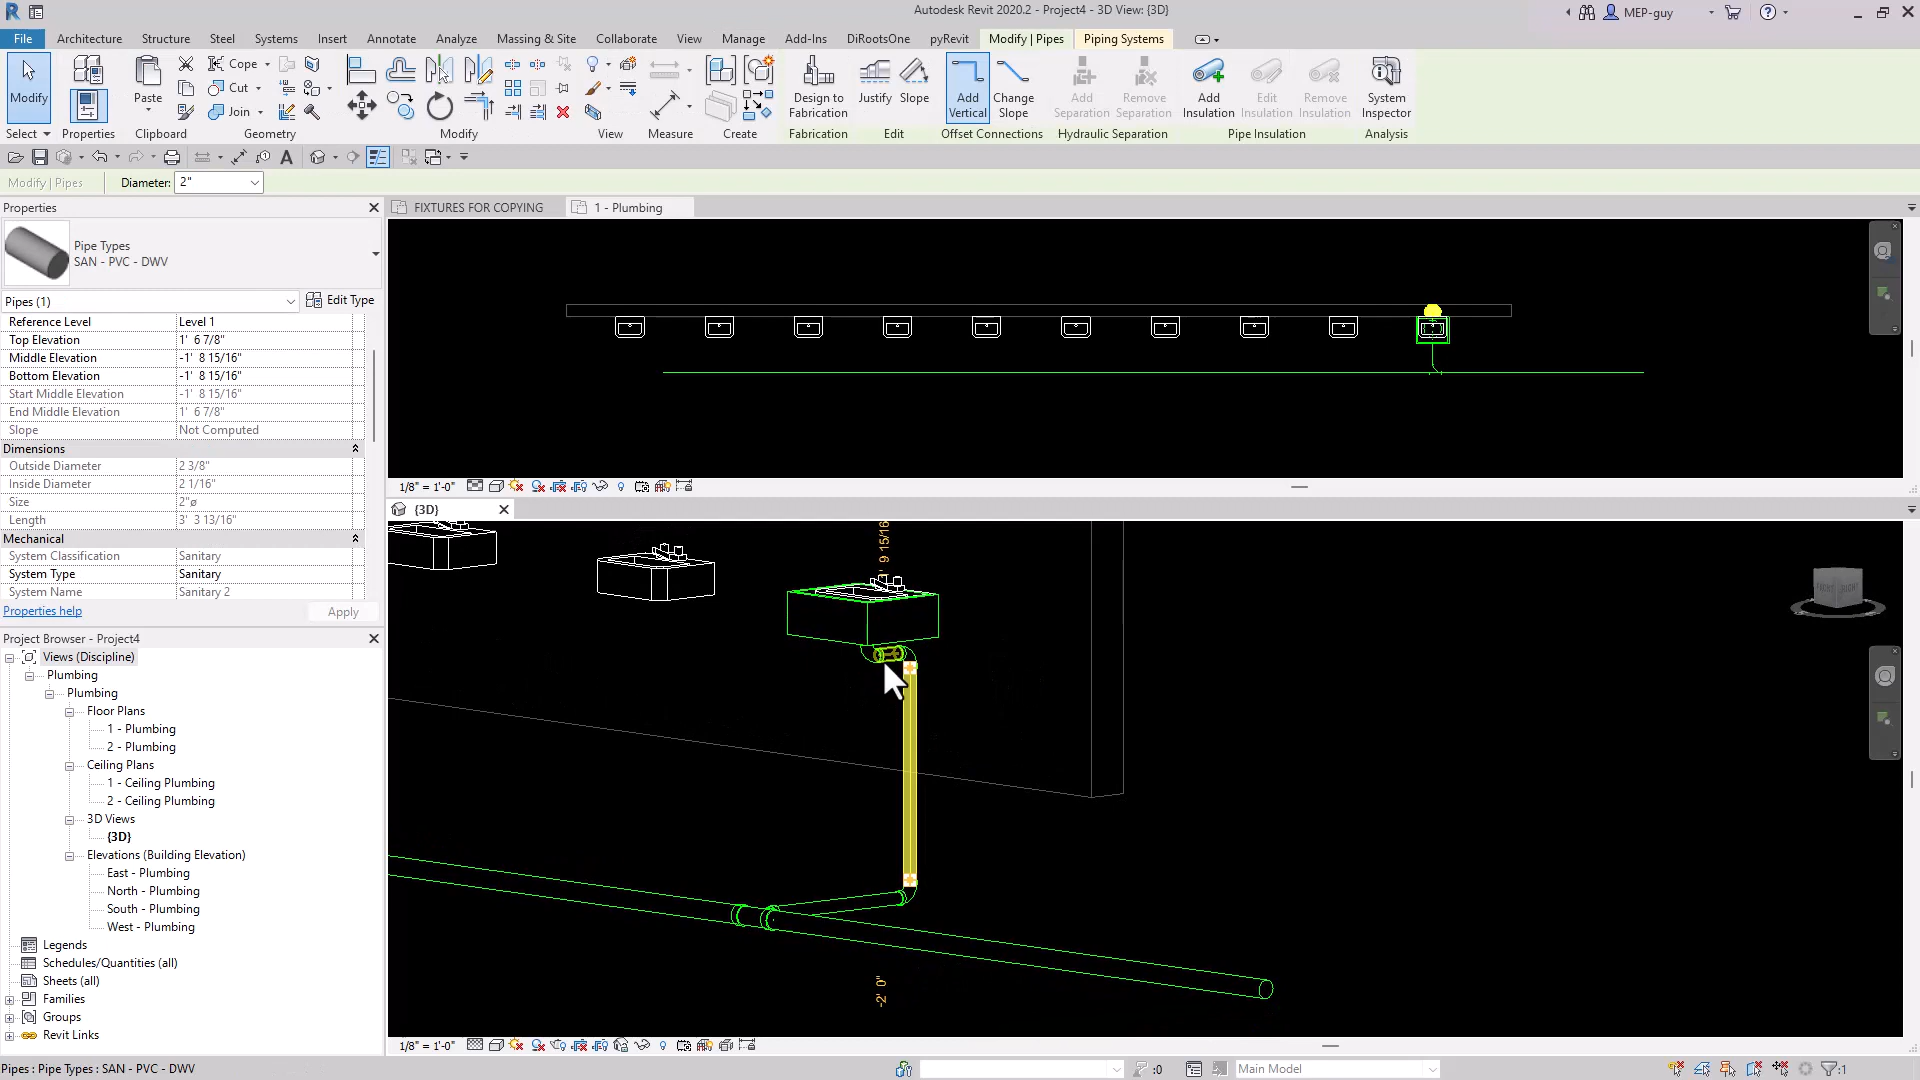 Autodesk Revit 2020.2 - Project4 - 3D View: {3D}
MEP-guy
File Architecture Structure Steel Systems Insert Annotate Analyze Massing & Site Collaborate View Manage Add-Ins DiRootsOne pyRevit Modify | Pipes Piping Systems
Modify
Paste
Cope
Cut
Join
Design to Fabrication
Justify
Slope
Add Vertical
Change Slope
Add Separation
Remove Separation
Add Insulation
Edit Insulation
Remove Insulation
System Inspector
Select Properties Clipboard Geometry Modify View Measure Create Fabrication Edit Offset Connections Hydraulic Separation Pipe Insulation Analysis
Modify | Pipes Diameter: 2"
Properties
Pipe Types
SAN - PVC - DWV
Pipes (1) Edit Type
Reference Level Level 1
Top Elevation 1' 6 7/8"
Middle Elevation -1' 8 15/16"
Bottom Elevation -1' 8 15/16"
Start Middle Elevation -1' 8 15/16"
End Middle Elevation 1' 6 7/8"
Slope Not Computed
Dimensions
Outside Diameter 2 3/8"
Inside Diameter 2 1/16"
Size 2"ø
Length 3' 3 13/16"
Mechanical
System Classification Sanitary
System Type Sanitary
System Name Sanitary 2
Properties help Apply
Project Browser - Project4
Views (Discipline)
Plumbing
Plumbing
Floor Plans
1 - Plumbing
2 - Plumbing
Ceiling Plans
1 - Ceiling Plumbing
2 - Ceiling Plumbing
3D Views
{3D}
Elevations (Building Elevation)
East - Plumbing
North - Plumbing
South - Plumbing
West - Plumbing
Legends
Schedules/Quantities (all)
Sheets (all)
Families
Groups
Revit Links
FIXTURES FOR COPYING 1 - Plumbing
1/8" = 1'-0"
{3D}
9 15/16
-2' 0"
1/8" = 1'-0"
Pipes : Pipe Types : SAN - PVC - DWV
:0
Main Model
:1